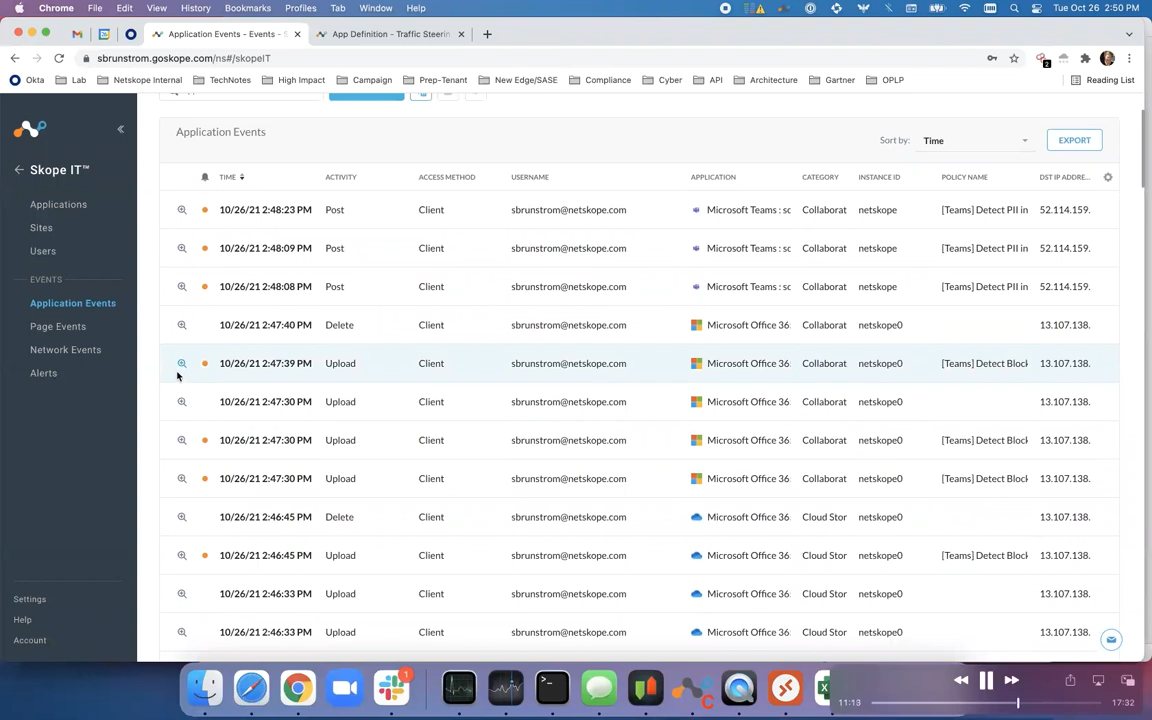 Chrome File Edit View History Bookmarks Profiles Tab Window Help Tue Oct 26 2:50 PM
Application Events - Events - S App Definition - Traffic Steerin
sbrunstrom.goskope.com/ns#/skopeIT 2
Okta Lab Netskope Internal TechNotes High Impact Campaign Prep-Tenant New Edge/SASE Compliance Cyber API Architecture Gartner OPLP Reading List
Skope IT™
Applications
Sites
Users
EVENTS
Application Events
Page Events
Network Events
Alerts
Settings
Help
Account
Application Events
Sort by: Time EXPORT
TIME ACTIVITY ACCESS METHOD USERNAME APPLICATION CATEGORY INSTANCE ID POLICY NAME DST IP ADDRE...
10/26/21 2:48:23 PM Post Client sbrunstrom@netskope.com Microsoft Teams : sc Collaborat netskope [Teams] Detect PII in 52.114.159.
10/26/21 2:48:09 PM Post Client sbrunstrom@netskope.com Microsoft Teams : sc Collaborat netskope [Teams] Detect PII in 52.114.159.
10/26/21 2:48:08 PM Post Client sbrunstrom@netskope.com Microsoft Teams : sc Collaborat netskope [Teams] Detect PII in 52.114.159.
10/26/21 2:47:40 PM Delete Client sbrunstrom@netskope.com Microsoft Office 36. Collaborat netskope0 13.107.138.
10/26/21 2:47:39 PM Upload Client sbrunstrom@netskope.com Microsoft Office 36. Collaborat netskope0 [Teams] Detect Block 13.107.138.
10/26/21 2:47:30 PM Upload Client sbrunstrom@netskope.com Microsoft Office 36. Collaborat netskope0 13.107.138.
10/26/21 2:47:30 PM Upload Client sbrunstrom@netskope.com Microsoft Office 36. Collaborat netskope0 [Teams] Detect Block 13.107.138.
10/26/21 2:47:30 PM Upload Client sbrunstrom@netskope.com Microsoft Office 36. Collaborat netskope0 [Teams] Detect Block 13.107.138.
10/26/21 2:46:45 PM Delete Client sbrunstrom@netskope.com Microsoft Office 36. Cloud Stor netskope0 13.107.138.
10/26/21 2:46:45 PM Upload Client sbrunstrom@netskope.com Microsoft Office 36. Cloud Stor netskope0 [Teams] Detect Block 13.107.138.
10/26/21 2:46:33 PM Upload Client sbrunstrom@netskope.com Microsoft Office 36. Cloud Stor netskope0 13.107.138.
10/26/21 2:46:33 PM Upload Client sbrunstrom@netskope.com Microsoft Office 36. Cloud Stor netskope0 13.107.138.
1
11:13 17:32